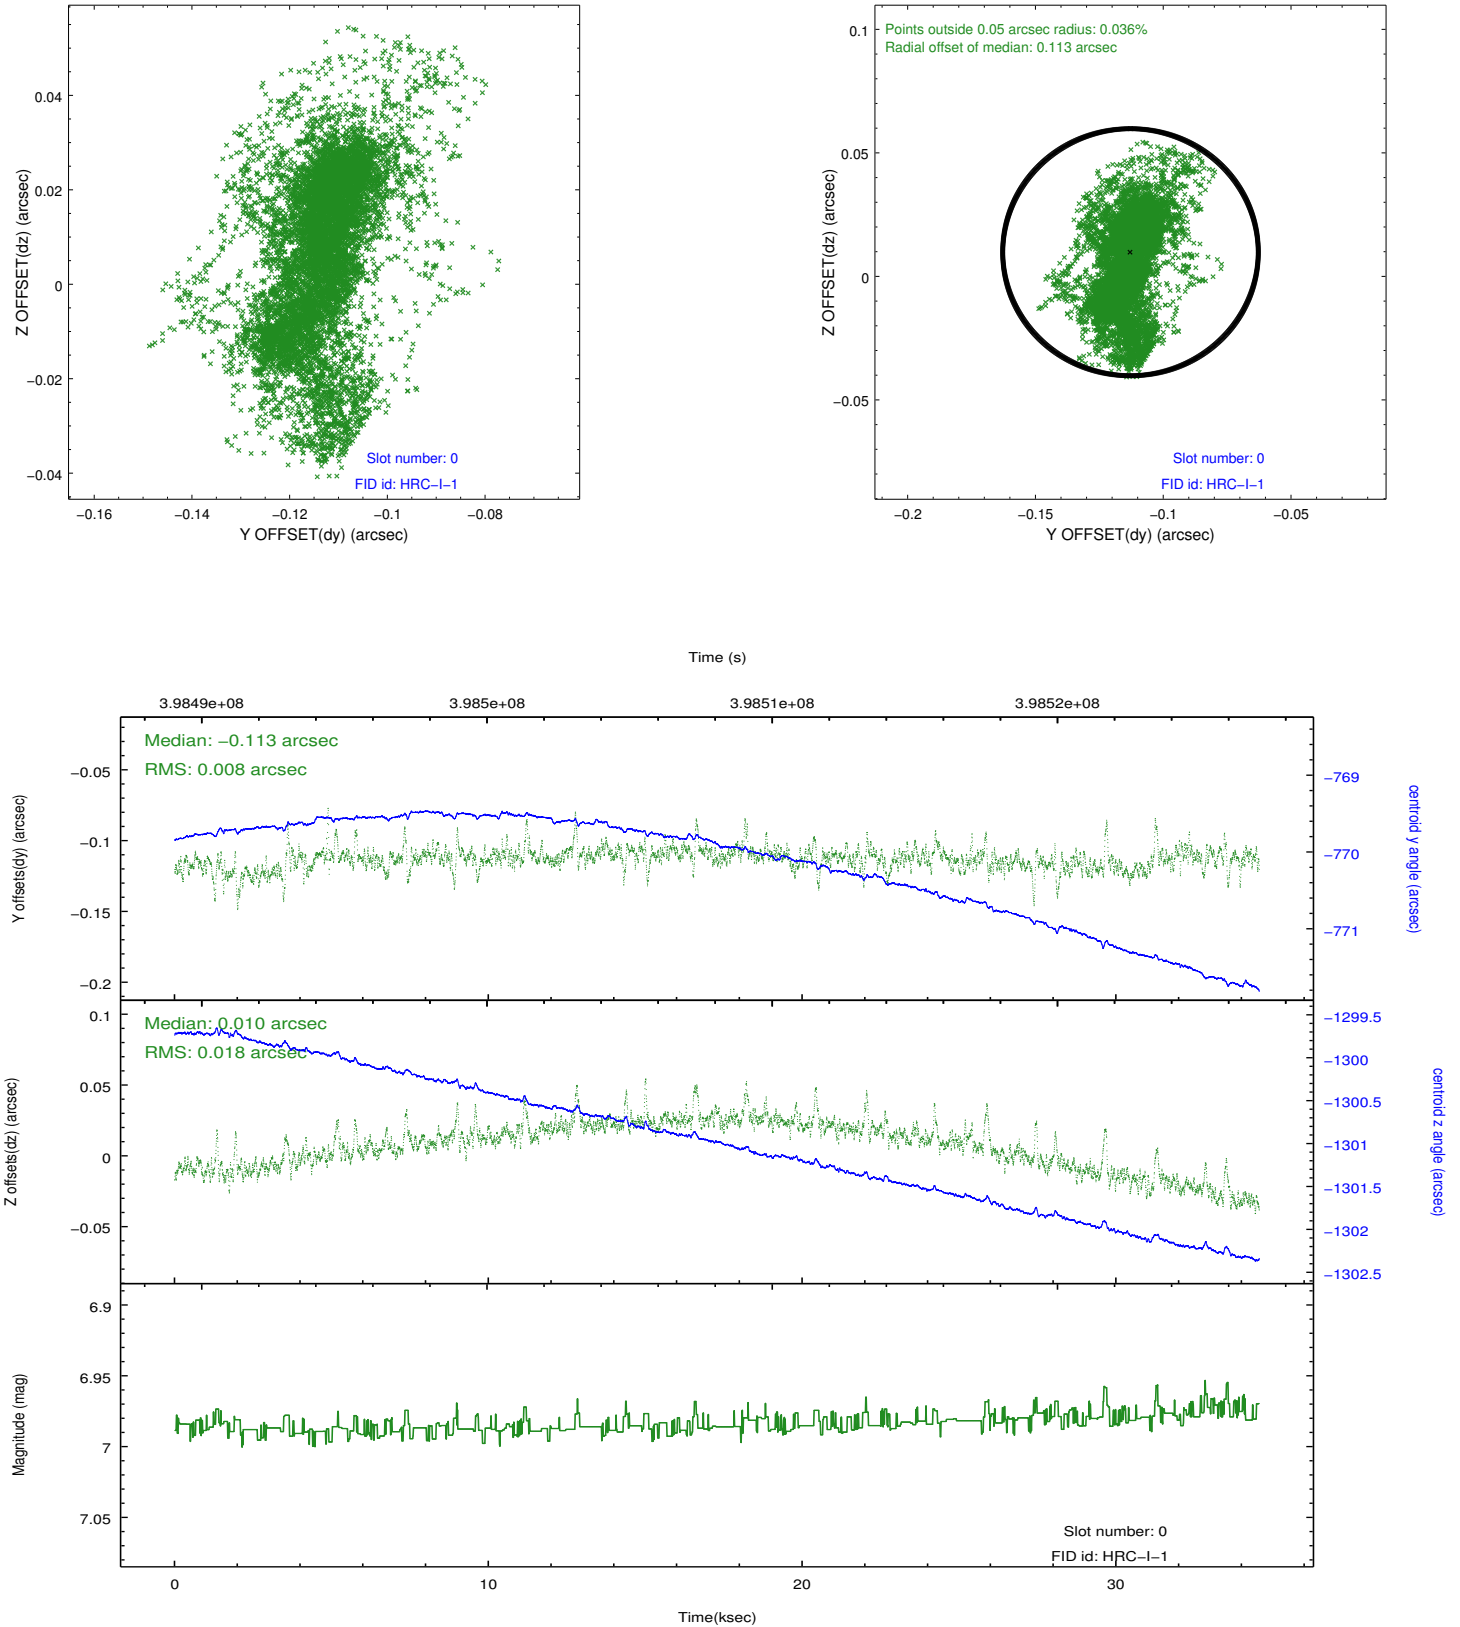 0.04
0.02
0
−0.02
−0.04
Z OFFSET(dz) (arcsec)
Slot number: 0
FID id: HRC−I−1
−0.16 −0.14 −0.12 −0.1 −0.08
Y OFFSET(dy) (arcsec)
Points outside 0.05 arcsec radius: 0.036%
Radial offset of median: 0.113 arcsec
0.1
0.05
0
−0.05
Z OFFSET(dz) (arcsec)
Slot number: 0
FID id: HRC−I−1
−0.2 −0.15 −0.1 −0.05
Y OFFSET(dy) (arcsec)
Time (s)
3.9849e+08 3.985e+08 3.9851e+08 3.9852e+08
Median: −0.113 arcsec
RMS: 0.008 arcsec
−0.05
−0.1
−0.15
−0.2
Y offsets(dy) (arcsec)
−769
−770
−771
centroid y angle (arcsec)
Median: 0.010 arcsec
RMS: 0.018 arcsec
0.1
0.05
0
−0.05
Z offsets(dz) (arcsec)
−1299.5
−1300
−1300.5
−1301
−1301.5
−1302
−1302.5
centroid z angle (arcsec)
6.9
6.95
7
7.05
Magnitude (mag)
Slot number: 0
FID id: HRC−I−1
0 10 20 30
Time(ksec)